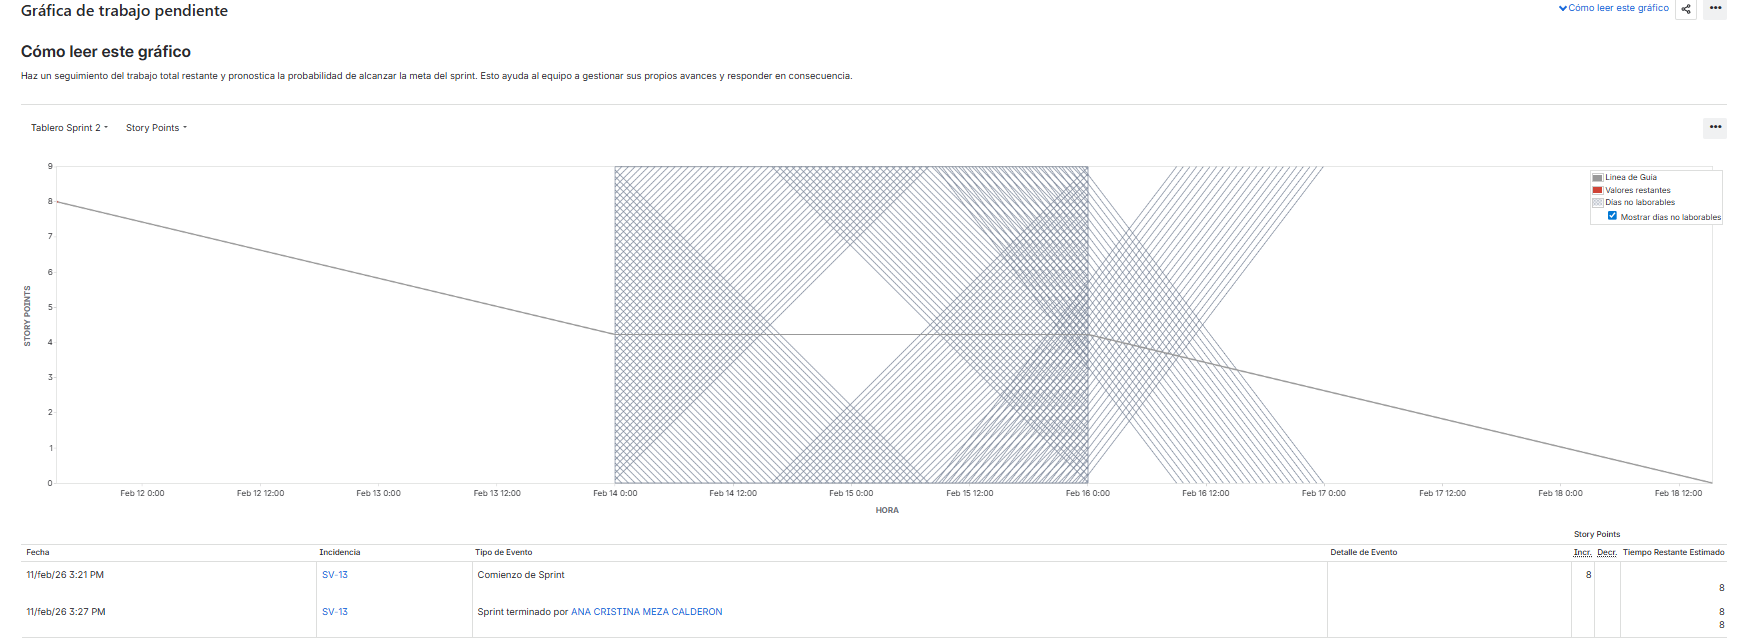 Gráfica de trabajo pendiente
Cómo leer este gráfico
Cómo leer este gráfico
Haz un seguimiento del trabajo total restante y pronostica la probabilidad de alcanzar la meta del sprint. Esto ayuda al equipo a gestionar sus propios avances y responder en consecuencia.
Tablero Sprint 2
Story Points
9
8
7
6
5
4
3
2
1
0
STORY POINTS
Linea de Guía
Valores restantes
Días no laborables
Mostrar días no laborables
Feb 12 0:00
Feb 12 12:00
Feb 13 0:00
Feb 13 12:00
Feb 14 0:00
Feb 14 12:00
Feb 15 0:00
Feb 15 12:00
Feb 16 0:00
Feb 16 12:00
Feb 17 0:00
Feb 17 12:00
Feb 18 0:00
Feb 18 12:00
HORA
Story Points
Fecha Incidencia Tipo de Evento Detalle de Evento Incr. Decr. Tiempo Restante Estimado
11/feb/26 3:21 PM SV-13 Comienzo de Sprint 8
8
11/feb/26 3:27 PM SV-13 Sprint terminado por ANA CRISTINA MEZA CALDERON 8
8